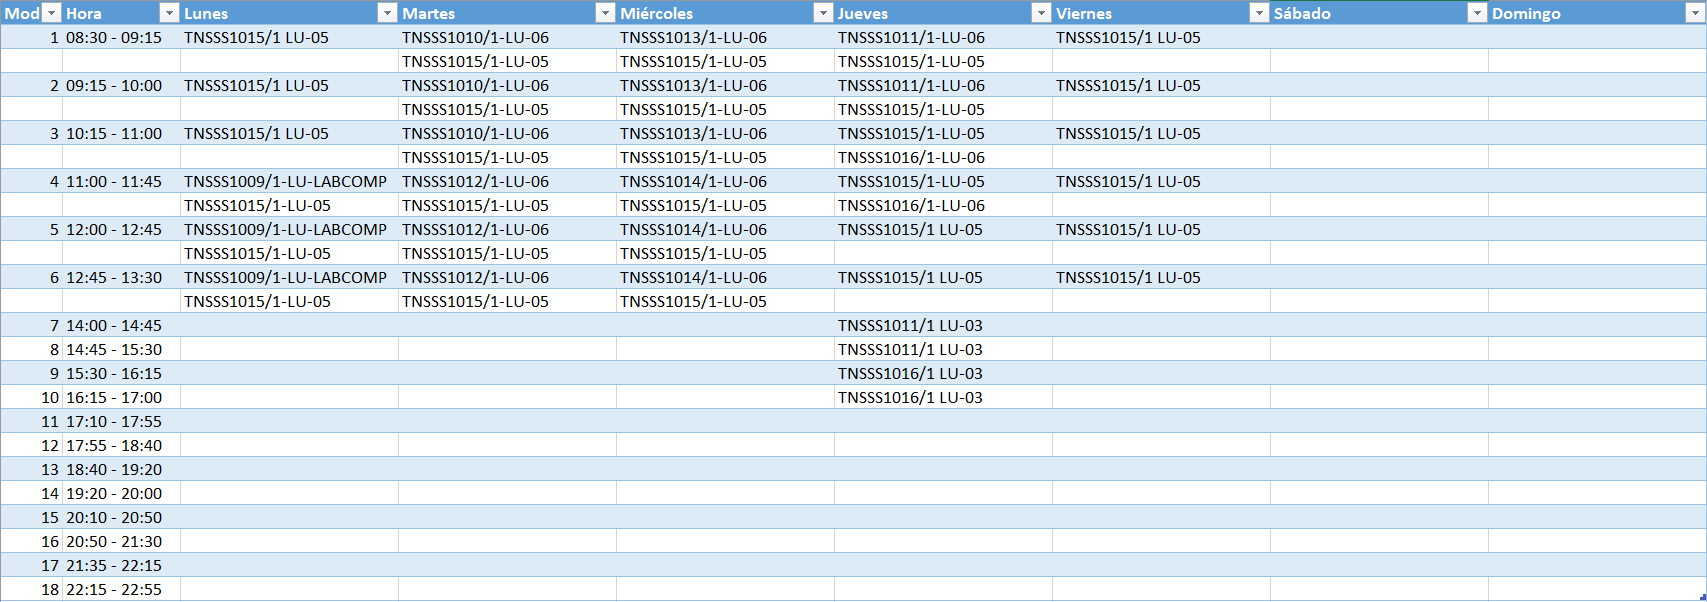 Mod Hora Lunes Martes Miércoles Jueves Viernes Sábado Domingo
1 08:30 - 09:15 TNSSS1015/1 LU-05 TNSSS1010/1-LU-06 TNSSS1013/1-LU-06 TNSSS1011/1-LU-06 TNSSS1015/1 LU-05
TNSSS1015/1-LU-05 TNSSS1015/1-LU-05 TNSSS1015/1-LU-05
2 09:15 - 10:00 TNSSS1015/1 LU-05 TNSSS1010/1-LU-06 TNSSS1013/1-LU-06 TNSSS1011/1-LU-06 TNSSS1015/1 LU-05
TNSSS1015/1-LU-05 TNSSS1015/1-LU-05 TNSSS1015/1-LU-05
3 10:15 - 11:00 TNSSS1015/1 LU-05 TNSSS1010/1-LU-06 TNSSS1013/1-LU-06 TNSSS1015/1-LU-05 TNSSS1015/1 LU-05
TNSSS1015/1-LU-05 TNSSS1015/1-LU-05 TNSSS1016/1-LU-06
4 11:00 - 11:45 TNSSS1009/1-LU-LABCOMP TNSSS1012/1-LU-06 TNSSS1014/1-LU-06 TNSSS1015/1-LU-05 TNSSS1015/1 LU-05
TNSSS1015/1-LU-05 TNSSS1015/1-LU-05 TNSSS1015/1-LU-05 TNSSS1016/1-LU-06
5 12:00 - 12:45 TNSSS1009/1-LU-LABCOMP TNSSS1012/1-LU-06 TNSSS1014/1-LU-06 TNSSS1015/1 LU-05 TNSSS1015/1 LU-05
TNSSS1015/1-LU-05 TNSSS1015/1-LU-05 TNSSS1015/1-LU-05
6 12:45 - 13:30 TNSSS1009/1-LU-LABCOMP TNSSS1012/1-LU-06 TNSSS1014/1-LU-06 TNSSS1015/1 LU-05 TNSSS1015/1 LU-05
TNSSS1015/1-LU-05 TNSSS1015/1-LU-05 TNSSS1015/1-LU-05
7 14:00 - 14:45 TNSSS1011/1 LU-03
8 14:45 - 15:30 TNSSS1011/1 LU-03
9 15:30 - 16:15 TNSSS1016/1 LU-03
10 16:15 - 17:00 TNSSS1016/1 LU-03
11 17:10 - 17:55
12 17:55 - 18:40
13 18:40 - 19:20
14 19:20 - 20:00
15 20:10 - 20:50
16 20:50 - 21:30
17 21:35 - 22:15
18 22:15 - 22:55